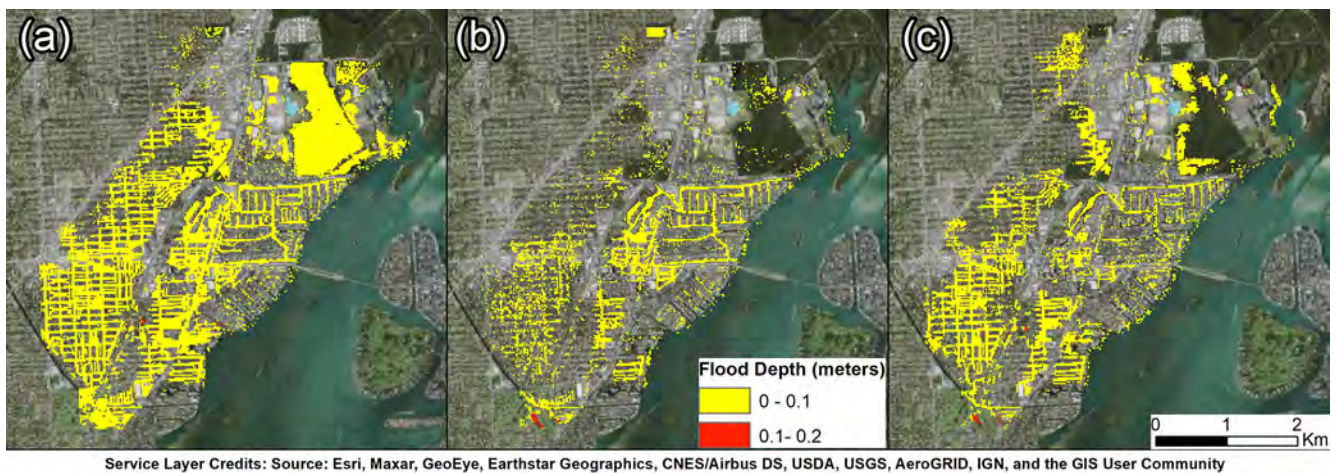 (a)
(b)
(c)
Flood Depth (meters)
0 - 0.1
0.1- 0.2
0 1 2
Km
Service Layer Credits: Source: Esri, Maxar, GeoEye, Earthstar Geographics, CNES/Airbus DS, USDA, USGS, AeroGRID, IGN, and the GIS User Community